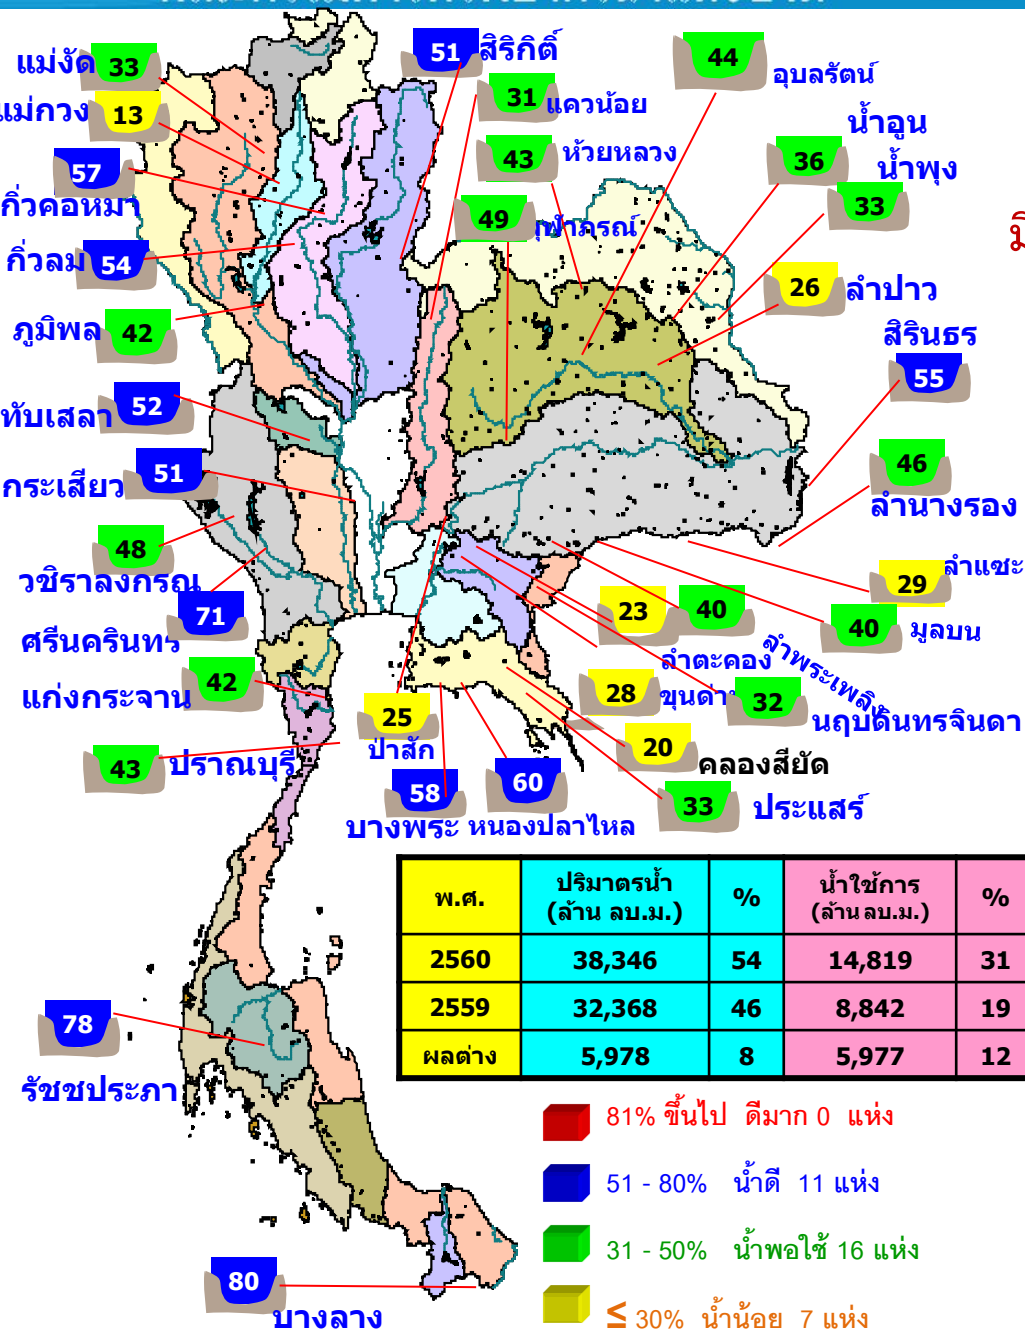 51 สิริกิติ์
แม่งัด 33
44 อุบลรัตน์
31 แควน้อย
แม่กวง 13
น้ำอูน
43 ห้วยหลวง
36 น้ำพุง
57
กิ่วคอหมา
33
49
กิ่วลม 54
26 ลำปาว
ภูมิพล 42
สิรินธร
55
ทับเสลา 52
46
กระเสียว 51
ลำนางรอง
48
วชิราลงกรณ
ลำแชะ
29
71
23
40
40 มูลบน
ศรีนครินทร
ลำตะคอง
ลำพระเพลิง
แก่งกระจาน 42
28
32
นฤบดินทรจินดา
25
ป่าสัก
20
คลองสียัด
43 ปราณบุรี
58
60
33 ประแสร์
บางพระ หนองปลาไหล
พ.ศ. ปริมาตรน้ำ (ล้าน ลบ.ม.) % น้ำใช้การ (ล้าน ลบ.ม.) %
2560 38,346 54 14,819 31
2559 32,368 46 8,842 19
ผลต่าง 5,978 8 5,977 12
78
รัชชประภา
81% ขึ้นไป ดีมาก 0 แห่ง
51 - 80% น้ำดี 11 แห่ง
31 - 50% น้ำพอใช้ 16 แห่ง
≤ 30% น้ำน้อย 7 แห่ง
80
บางลาง